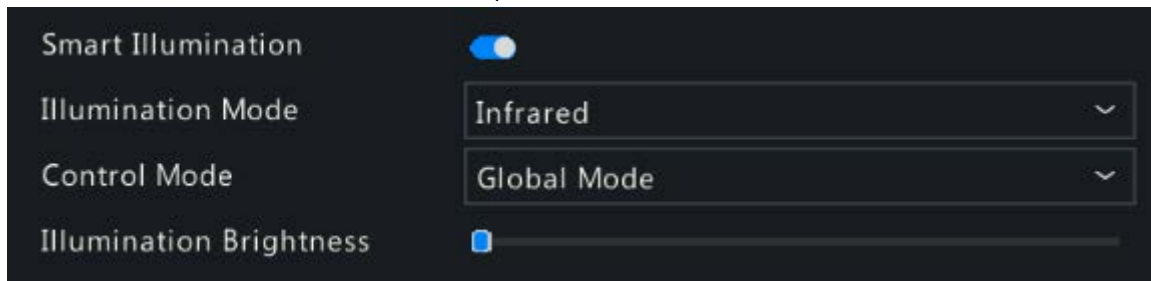 Smart Illumination
Illumination Mode Infrared
Control Mode Global Mode
Illumination Brightness